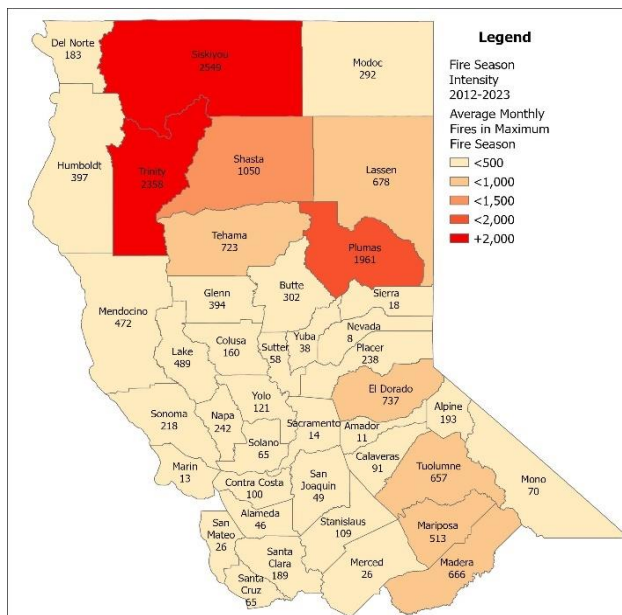 Del Norte
183
Siskiyou
2549
Modoc
292
Legend
Fire Season
Intensity
2012-2023
Average Monthly
Fires in Maximum
Fire Season
<500
<1,000
<1,500
<2,000
+2,000
Humboldt
397
Trinity
2358
Shasta
1050
Lassen
678
Tehama
723
Plumas
1961
Mendocino
472
Glenn
394
Butte
302
Sierra
18
Lake
489
Colusa
160
Sutter
58
Yuba
38
Nevada
8
Placer
238
El Dorado
737
Alpine
193
Sonoma
218
Napa
242
Yolo
121
Solano
65
Sacramento
14
Amador
11
Calaveras
91
Tuolumne
657
Mono
70
Marin
13
Contra Costa
100
San
Joaquin
49
Alameda
46
Stanislaus
109
Mariposa
513
San
Mateo
26
Santa
Clara
189
Merced
26
Madera
666
Santa
Cruz
65